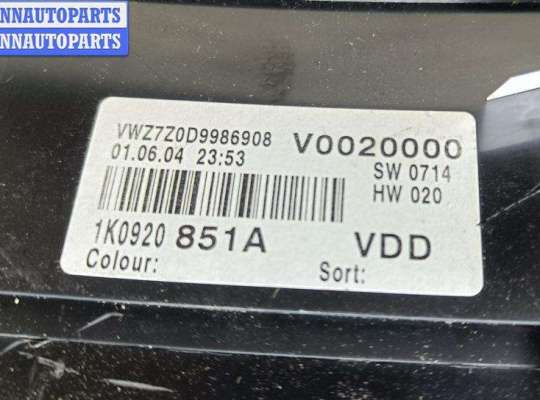 NNAUTOPARTS
NNAUTOPARTS
VWZ7Z0D9986908 V0020000
01.06.04 23:53 SW 0714
HW 020
1K0920 851A VDD
Colour: Sort: